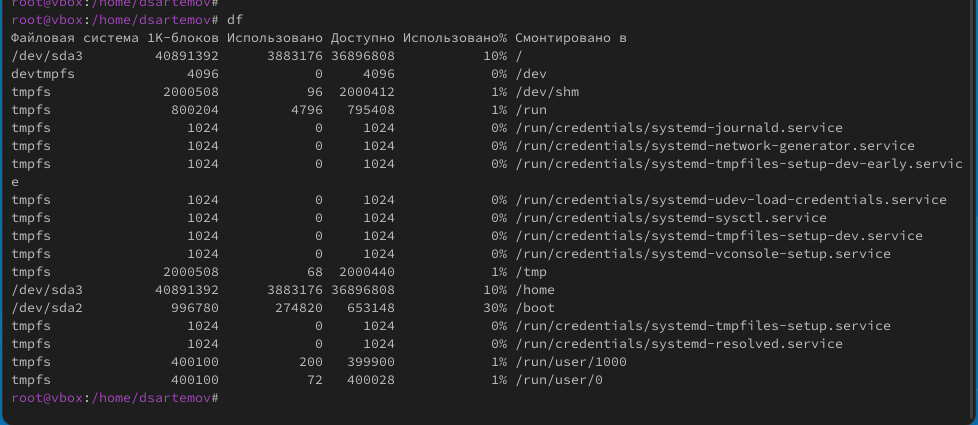 root@vbox:/home/dsartemov#
root@vbox:/home/dsartemov# df
Файловая система 1K-блоков Использовано Доступно Использовано% Смонтировано в
/dev/sda3         40891392      3883176 36896808           10% /
devtmpfs              4096            0     4096            0% /dev
tmpfs              2000508           96  2000412            1% /dev/shm
tmpfs               800204         4796   795408            1% /run
tmpfs                 1024            0     1024            0% /run/credentials/systemd-journald.service
tmpfs                 1024            0     1024            0% /run/credentials/systemd-network-generator.service
tmpfs                 1024            0     1024            0% /run/credentials/systemd-tmpfiles-setup-dev-early.servic
e
tmpfs                 1024            0     1024            0% /run/credentials/systemd-udev-load-credentials.service
tmpfs                 1024            0     1024            0% /run/credentials/systemd-sysctl.service
tmpfs                 1024            0     1024            0% /run/credentials/systemd-tmpfiles-setup-dev.service
tmpfs                 1024            0     1024            0% /run/credentials/systemd-vconsole-setup.service
tmpfs              2000508           68  2000440            1% /tmp
/dev/sda3         40891392      3883176 36896808           10% /home
/dev/sda2           996780       274820   653148           30% /boot
tmpfs                 1024            0     1024            0% /run/credentials/systemd-tmpfiles-setup.service
tmpfs                 1024            0     1024            0% /run/credentials/systemd-resolved.service
tmpfs               400100          200   399900            1% /run/user/1000
tmpfs               400100           72   400028            1% /run/user/0
root@vbox:/home/dsartemov#